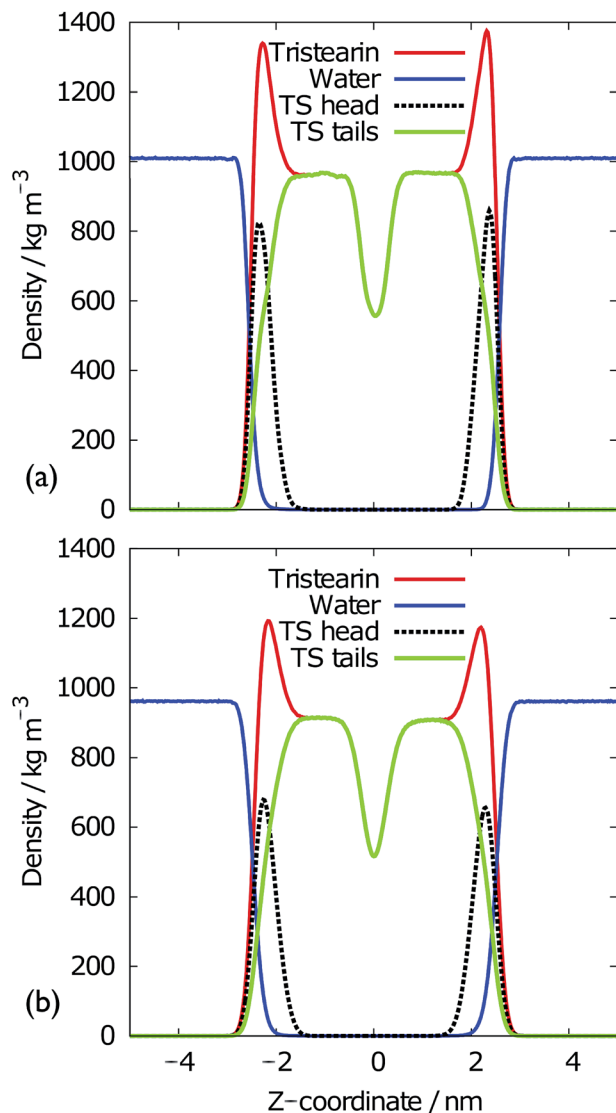 1400
1200
1000
800
600
400
200
0
Density / kg m⁻³
Tristearin
Water
TS head
TS tails
(a)
1400
1200
1000
800
600
400
200
0
Density / kg m⁻³
Tristearin
Water
TS head
TS tails
(b)
−4 −2 0 2 4
Z−coordinate / nm